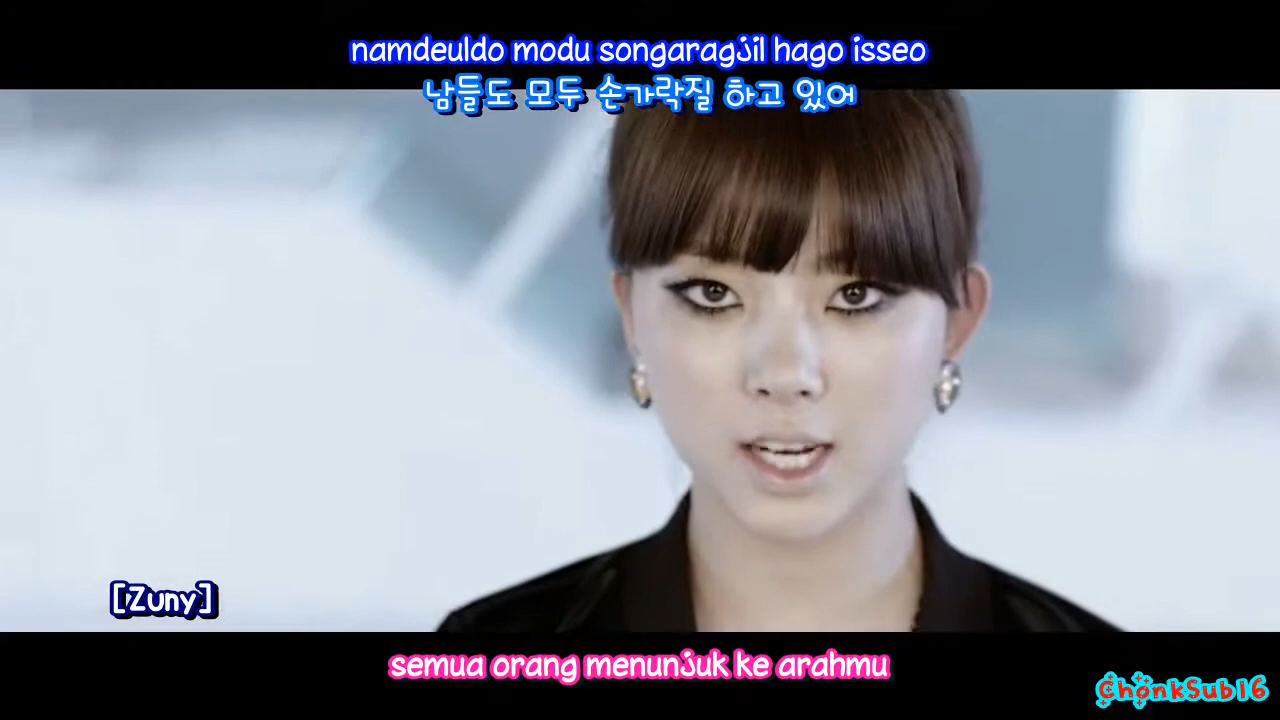 namdeuldo modu songaragjil hago isseo
남들도 모두 손가락질 하고 있어
[Zuny]
semua orang menunjuk ke arahmu
ChonkSub16